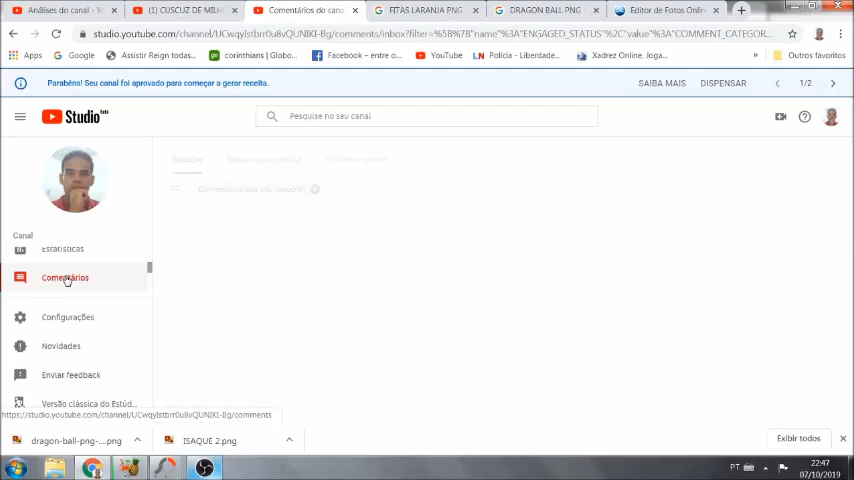 Análises do canal - You
(1) CUSCUZ DE MILH
Comentários do cana
FITAS LARANJA PNG
DRAGON BALL PNG
Editor de Fotos Onlin
studio.youtube.com/channel/UCwqylstbrr0u8vQUNIKI-Bg/comments/inbox?filter=%5B%7B"name"%3A"ENGAGED_STATUS"%2C"value"%3A"COMMENT_CATEGOR...
Apps
Google
Assistir Reign todas...
corinthians | Globo...
Facebook – entre o...
YouTube
Polícia - Liberdade...
Xadrez Online, Joga...
» Outros favoritos
Parabéns! Seu canal foi aprovado para começar a gerar receita.
SAIBA MAIS
DISPENSAR
1/2
Studio beta
Pesquise no seu canal
Canal
Estatísticas
Comentários
Configurações
Novidades
Enviar feedback
Versão clássica do Estúd...
https://studio.youtube.com/channel/UCwqylstbrr0u8vQUNIKI-Bg/comments
dragon-ball-png-....png
ISAQUE 2.png
Exibir todos
PT
22:47
07/10/2019